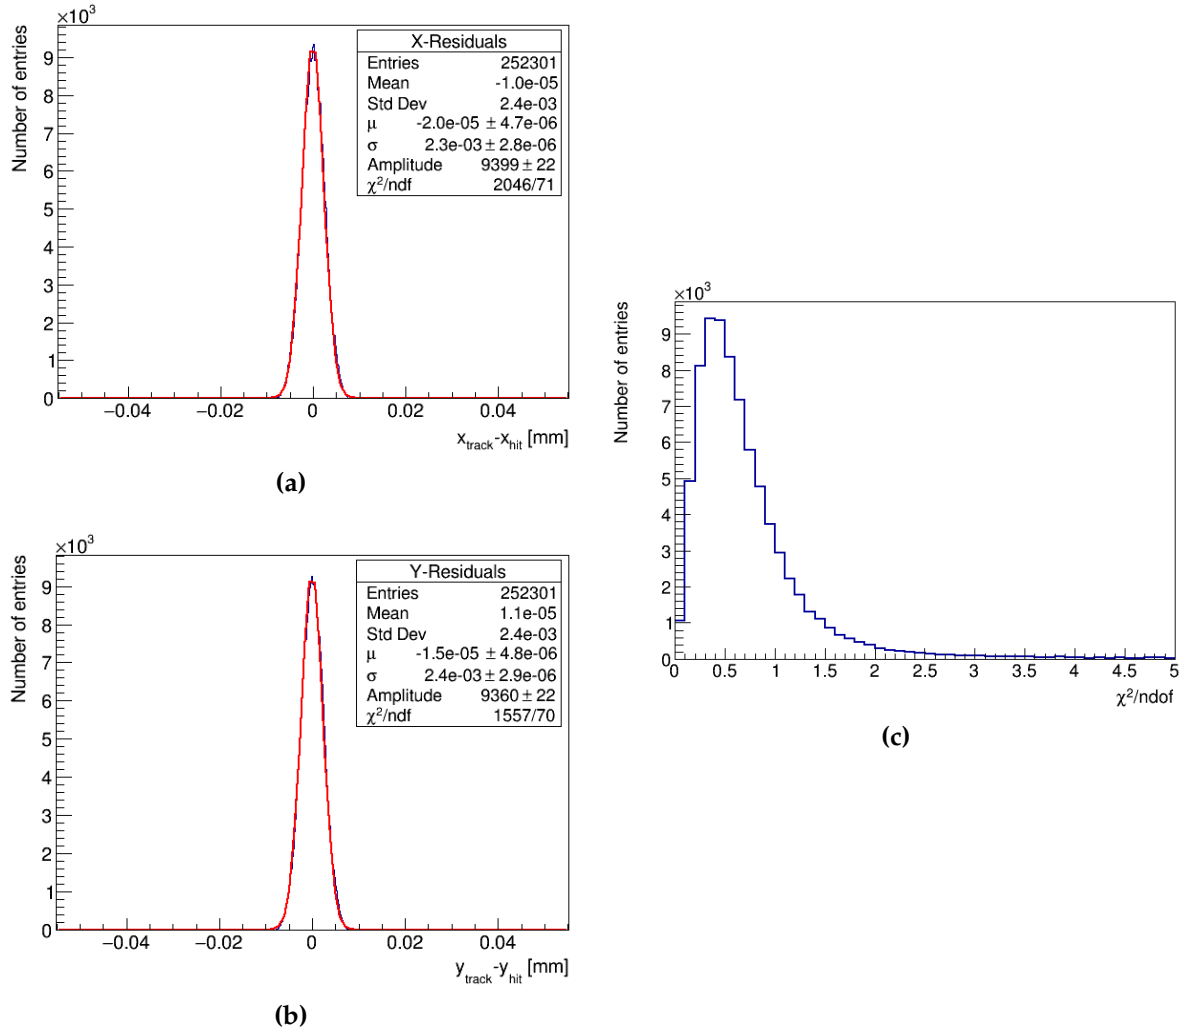 ×10³
Number of entries
9
8
7
6
5
4
3
2
1
0
X-Residuals
Entries 252301
Mean -1.0e-05
Std Dev 2.4e-03
μ -2.0e-05 ± 4.7e-06
σ 2.3e-03 ± 2.8e-06
Amplitude 9399 ± 22
χ²/ndf 2046/71
−0.04 −0.02 0 0.02 0.04
x_track-x_hit [mm]
(a)
×10³
Number of entries
9
8
7
6
5
4
3
2
1
0
Y-Residuals
Entries 252301
Mean 1.1e-05
Std Dev 2.4e-03
μ -1.5e-05 ± 4.8e-06
σ 2.4e-03 ± 2.9e-06
Amplitude 9360 ± 22
χ²/ndf 1557/70
−0.04 −0.02 0 0.02 0.04
y_track-y_hit [mm]
(b)
×10³
Number of entries
9
8
7
6
5
4
3
2
1
0
0 0.5 1 1.5 2 2.5 3 3.5 4 4.5 5
χ²/ndof
(c)